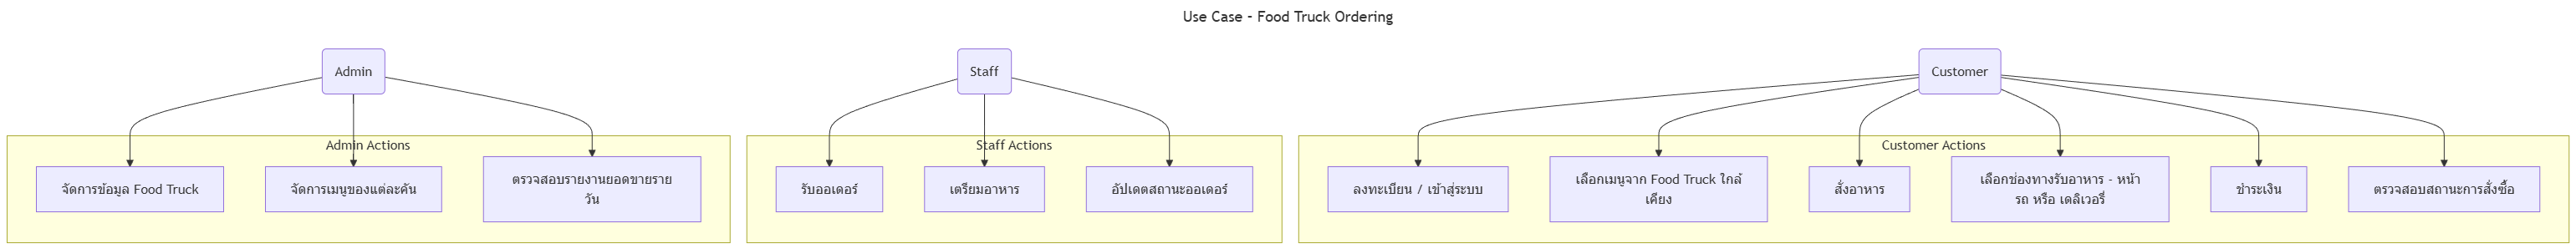 Use Case - Food Truck Ordering
Admin
Staff
Customer
Admin Actions
จัดการข้อมูล Food Truck
จัดการเมนูของแต่ละคัน
ตรวจสอบรายงานยอดขายราย
วัน
Staff Actions
รับออเดอร์
เตรียมอาหาร
อัปเดตสถานะออเดอร์
Customer Actions
ลงทะเบียน / เข้าสู่ระบบ
เลือกเมนูจาก Food Truck ใกล้
เคียง
สั่งอาหาร
เลือกช่องทางรับอาหาร - หน้า
รถ หรือ เดลิเวอรี่
ชำระเงิน
ตรวจสอบสถานะการสั่งซื้อ